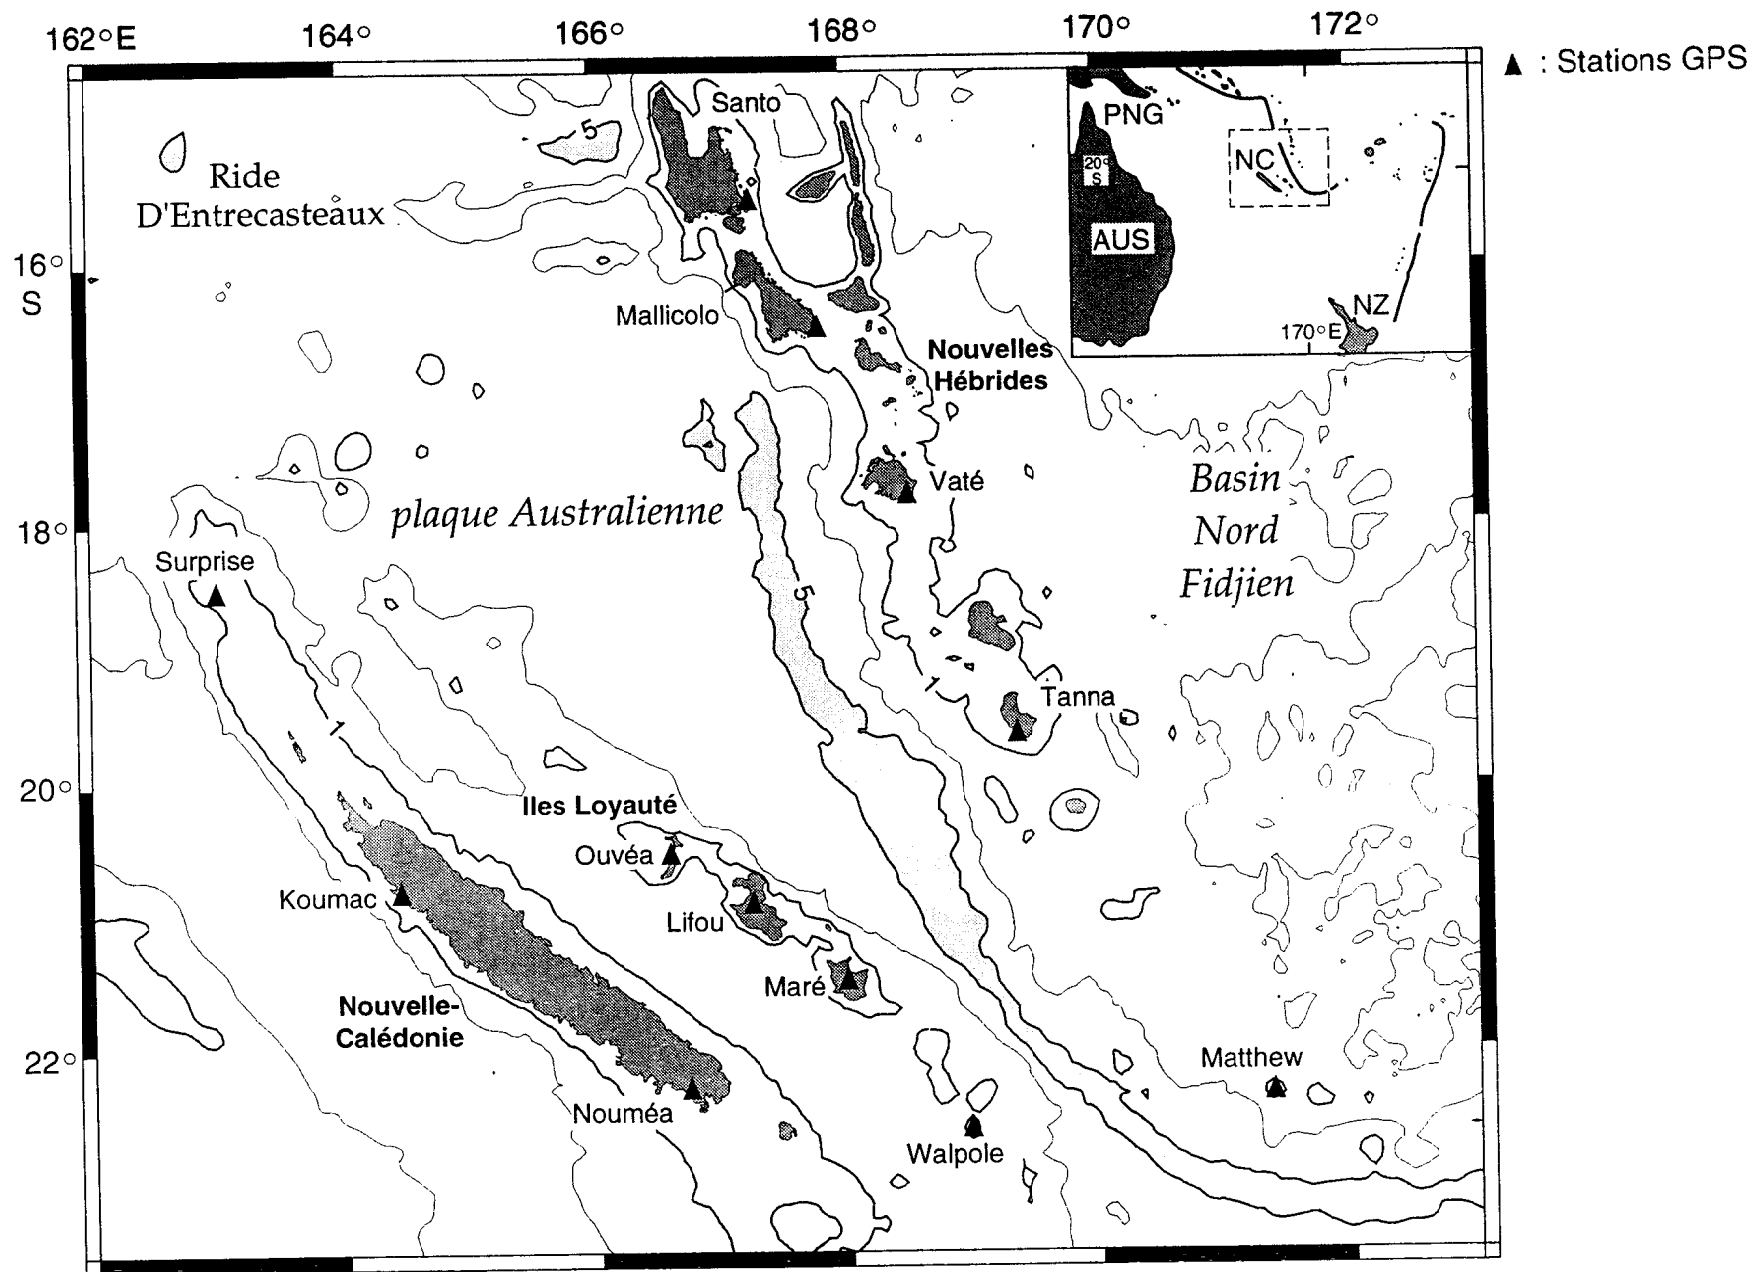 162°E 164° 166° 168° 170° 172°
▲ : Stations GPS
Santo
5
PNG
Ride
D'Entrecasteaux
20°
S
NC
AUS
16°
S
Mallicolo
NZ
170°E
Nouvelles
Hébrides
Vaté
Basin
Nord
Fidjien
plaque Australienne
18°
Surprise
5
1
Tanna
1
20°
Iles Loyauté
Ouvéa
Koumac
Lifou
Maré
Nouvelle-
Calédonie
22°
Matthew
Nouméa
Walpole